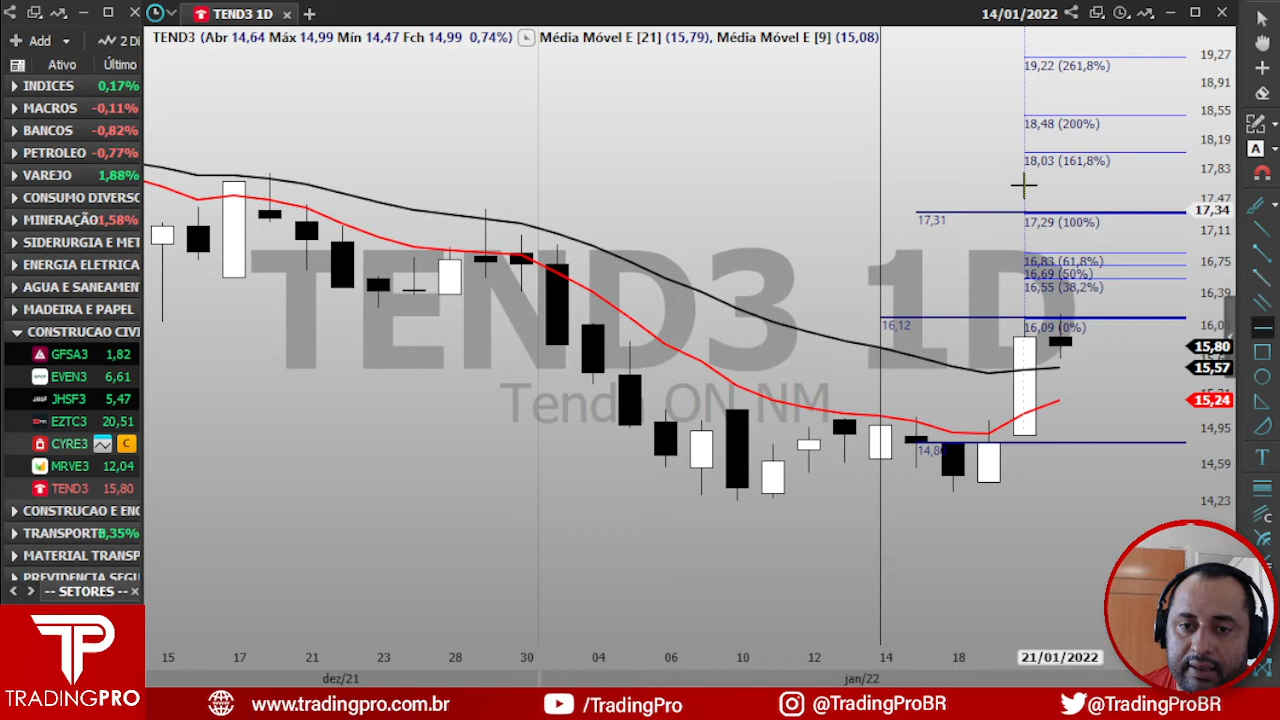 TEND3 1D
14/01/2022
Add
2 Di
Ativo Último
INDICES 0,17%
MACROS -0,11%
BANCOS -0,82%
PETROLEO -0,77%
VAREJO 1,88%
CONSUMO DIVERSO
MINERAÇÃO 1,58%
SIDERURGIA E MET
ENERGIA ELETRICA
AGUA E SANEAMEN
MADEIRA E PAPEL
CONSTRUCAO CIVI
GFSA3 1,82
EVEN3 6,61
JHSF3 5,47
EZTC3 20,51
CYRE3 C
MRVE3 12,04
TEND3 15,80
CONSTRUCAO E ENG
TRANSPORTE 0,35%
MATERIAL TRANSP
PREVIDENCIA SEGU
-- SETORES --
TEND3 (Abr 14,64 Máx 14,99 Mín 14,47 Fch 14,99 0,74%) Média Móvel E [21] (15,79), Média Móvel E [9] (15,08)
TEND3 1D
Tenda ON NM
19,22 (261,8%)
18,48 (200%)
18,03 (161,8%)
17,31
17,29 (100%)
16,83 (61,8%)
16,69 (50%)
16,55 (38,2%)
16,12
16,09 (0%)
19,27
18,91
18,55
18,19
17,83
17,47
17,34
17,11
16,75
16,39
16,03
15,80
15,57
15,24
14,95
14,59
14,23
15 17 21 23 28 30 04 06 10 12 14 18 21/01/2022
dez/21 jan/22
A
T
TP
TRADINGPRO
www.tradingpro.com.br
/TradingPro
@TradingProBR
@TradingProBR